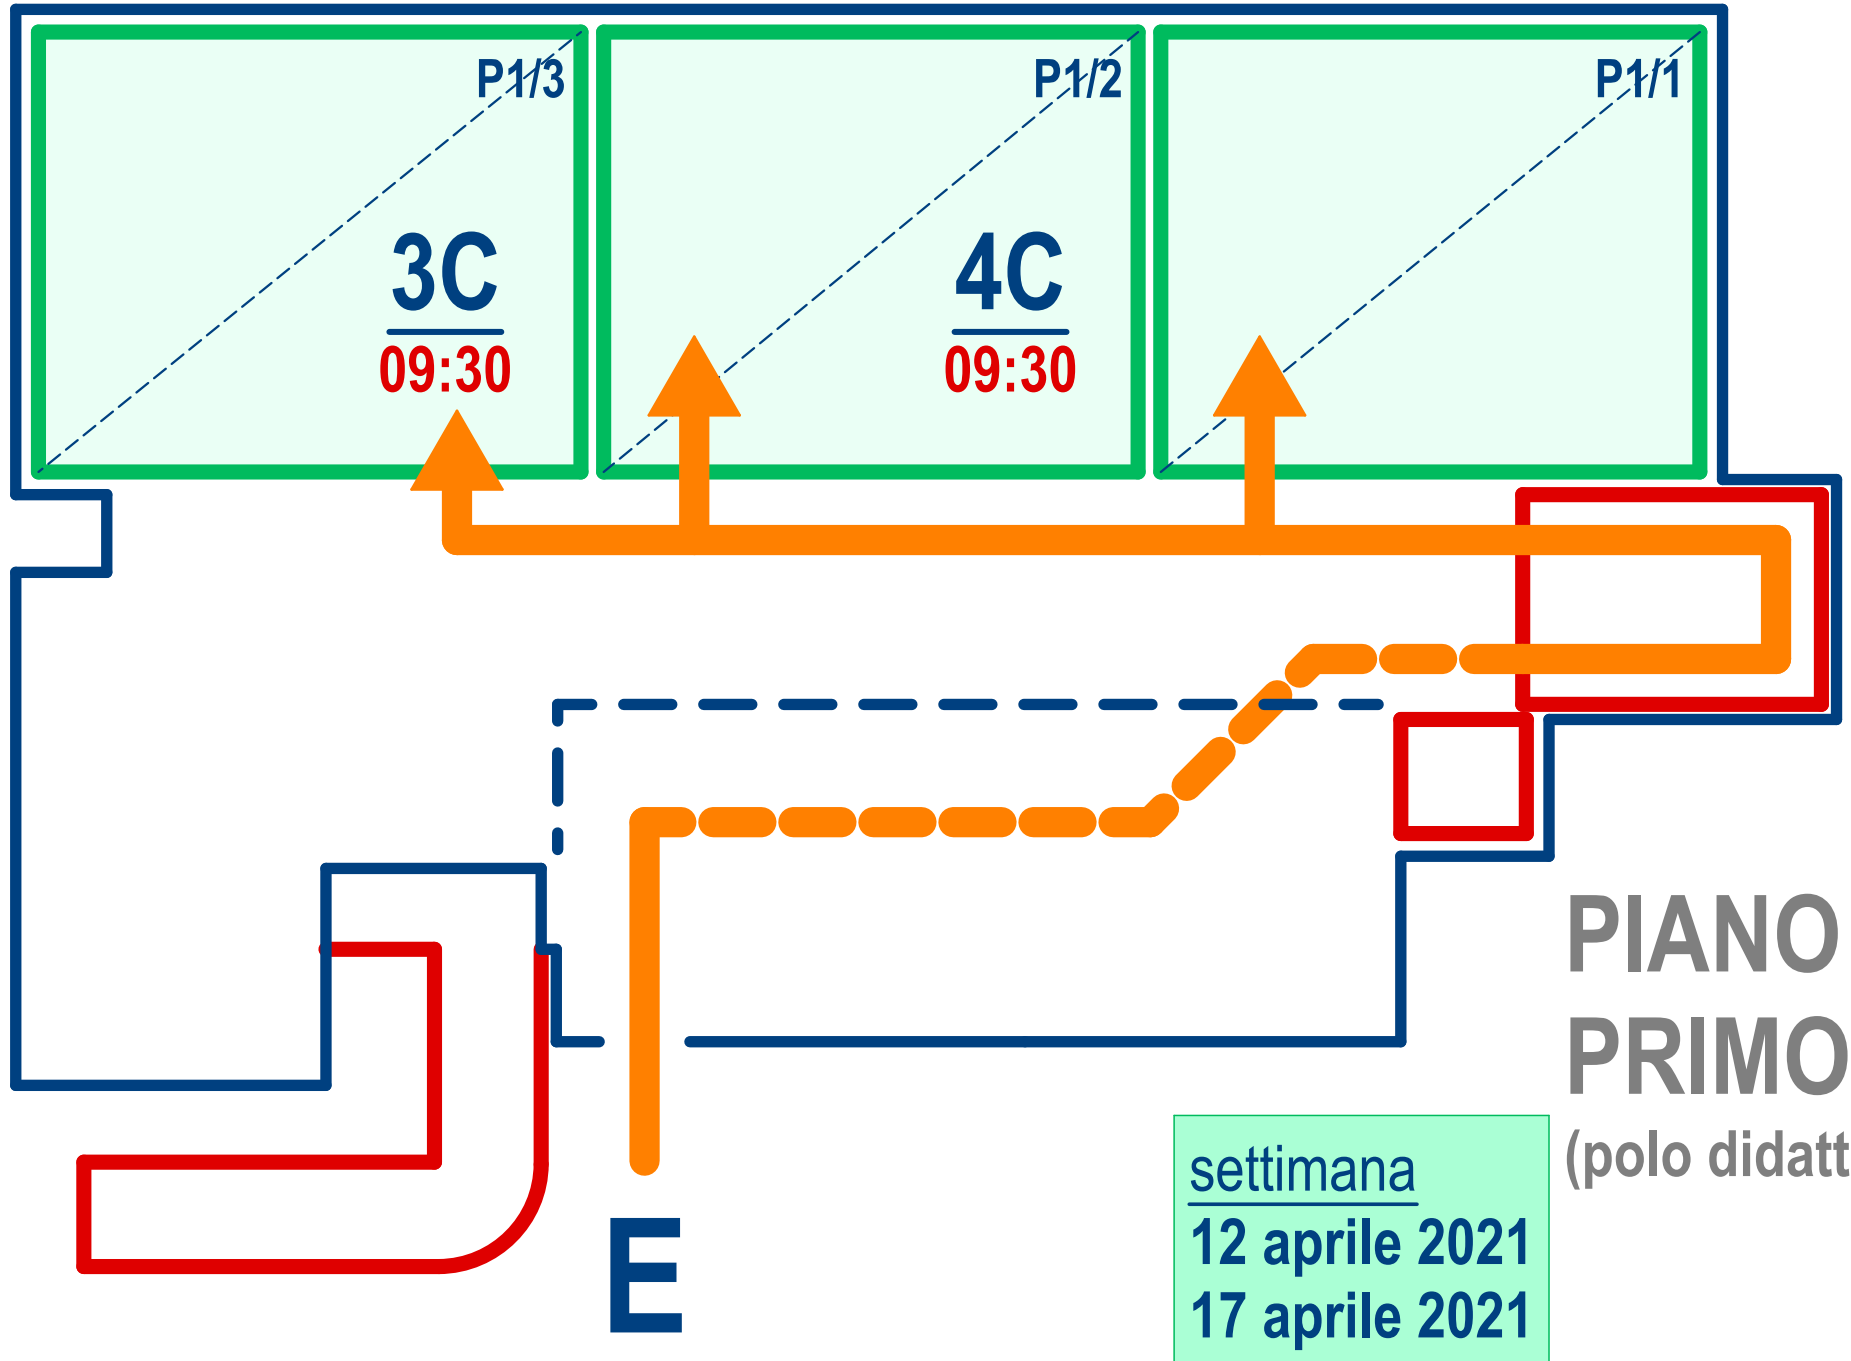 P1/3
P1/2
P1/1
3C
09:30
4C
09:30
PIANO
PRIMO
(polo didatt
E
settimana
12 aprile 2021
17 aprile 2021